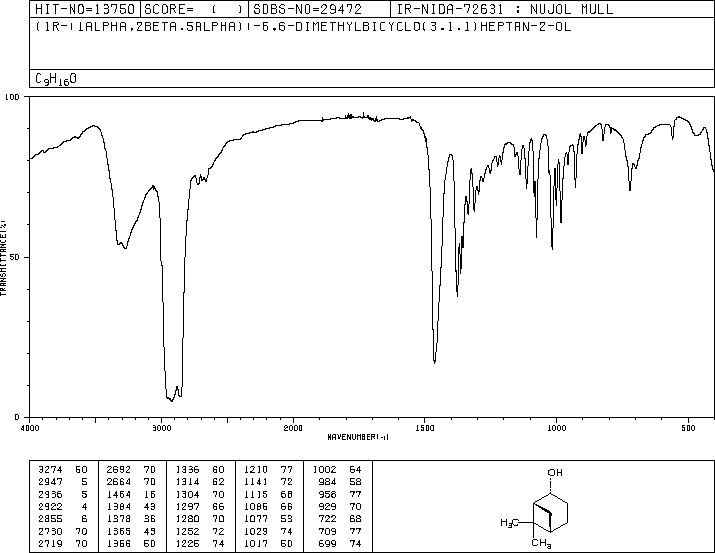 HIT-NO=13750 SCORE= ( ) SDBS-NO=29472 IR-NIDA-72631 : NUJOL MULL
(1R-(1ALPHA,2BETA,5ALPHA))-6,6-DIMETHYLBICYCLO(3.1.1)HEPTAN-2-OL
C9H16O
100
50
0
TRANSMITTANCE(%)
4000 3000 2000 1500 1000 500
WAVENUMBER(-1)
3274 60 2692 70 1336 60 1210 77 1002 64
2947 5 2664 70 1314 62 1141 72 984 58
2936 5 1464 16 1304 70 1115 68 958 77
2922 4 1384 49 1297 66 1086 66 929 70
2855 6 1378 36 1280 70 1077 53 722 68
2730 70 1365 49 1252 72 1029 74 709 77
2719 70 1356 60 1226 74 1017 50 699 74
OH
H3C
CH3